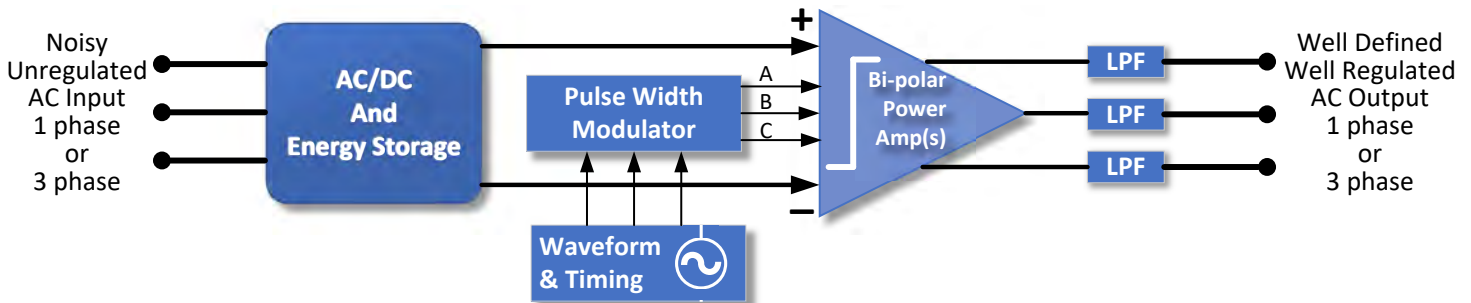 Noisy
Unregulated
AC Input
1 phase
or
3 phase
AC/DC
And
Energy Storage
Pulse Width
Modulator
A
B
C
Waveform
& Timing
+
−
Bi-polar
Power
Amp(s)
LPF
LPF
LPF
Well Defined
Well Regulated
AC Output
1 phase
or
3 phase